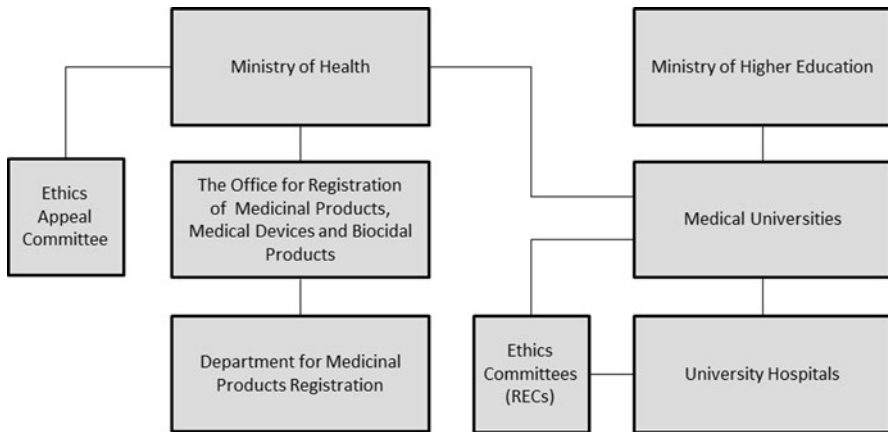 Ministry of Health
Ministry of Higher Education
Ethics
Appeal
Committee
The Office for Registration
of Medicinal Products,
Medical Devices and Biocidal
Products
Medical Universities
Department for Medicinal
Products Registration
Ethics
Committees
(RECs)
University Hospitals